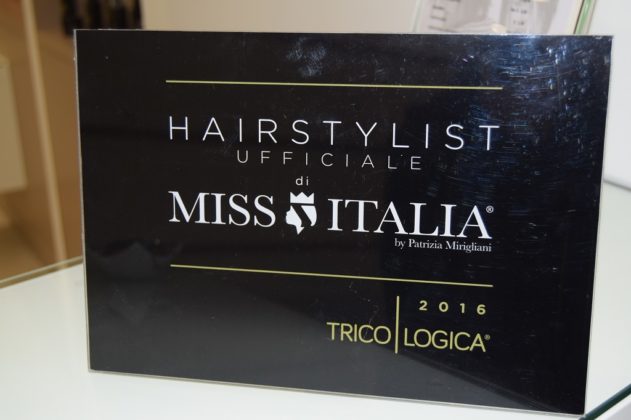 HAIRSTYLIST
UFFICIALE
di
MISS ITALIA®
by Patrizia Mirigliani
2016
TRICO LOGICA®